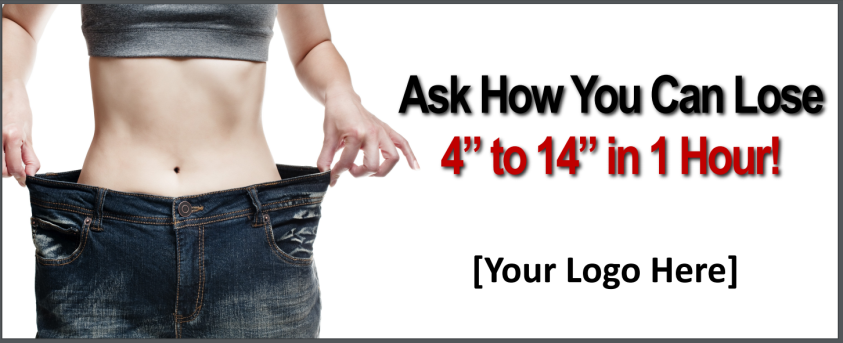 Ask How You Can Lose
4” to 14” in 1 Hour!
[Your Logo Here]